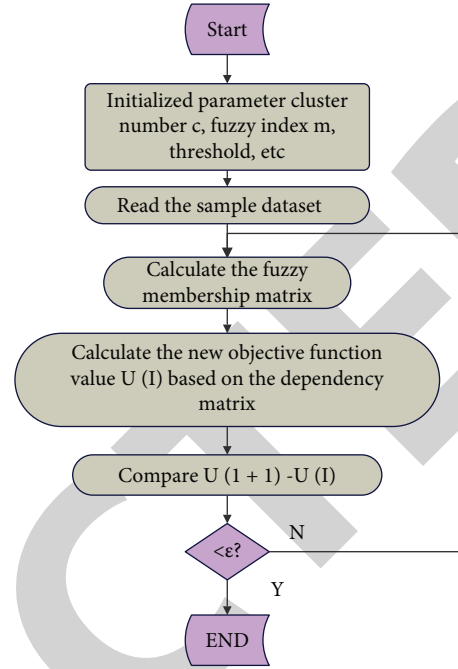 Start
Initialized parameter cluster
number c, fuzzy index m,
threshold, etc
Read the sample dataset
Calculate the fuzzy
membership matrix
Calculate the new objective function
value U (I) based on the dependency
matrix
Compare U (1 + 1) -U (I)
<ε?
N
Y
END